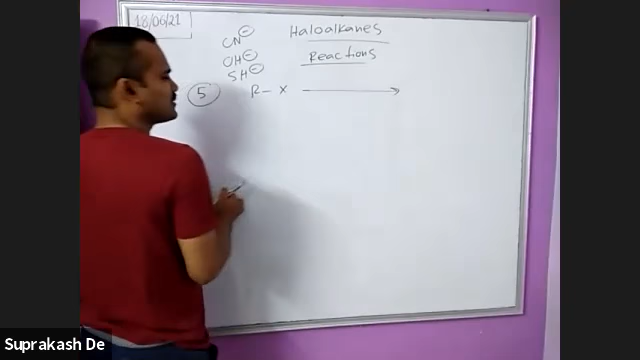 18/06/21
Haloalkanes
Reactions
CN⊖
OH⊖
SH⊖
5 R - X ⟶
Suprakash De